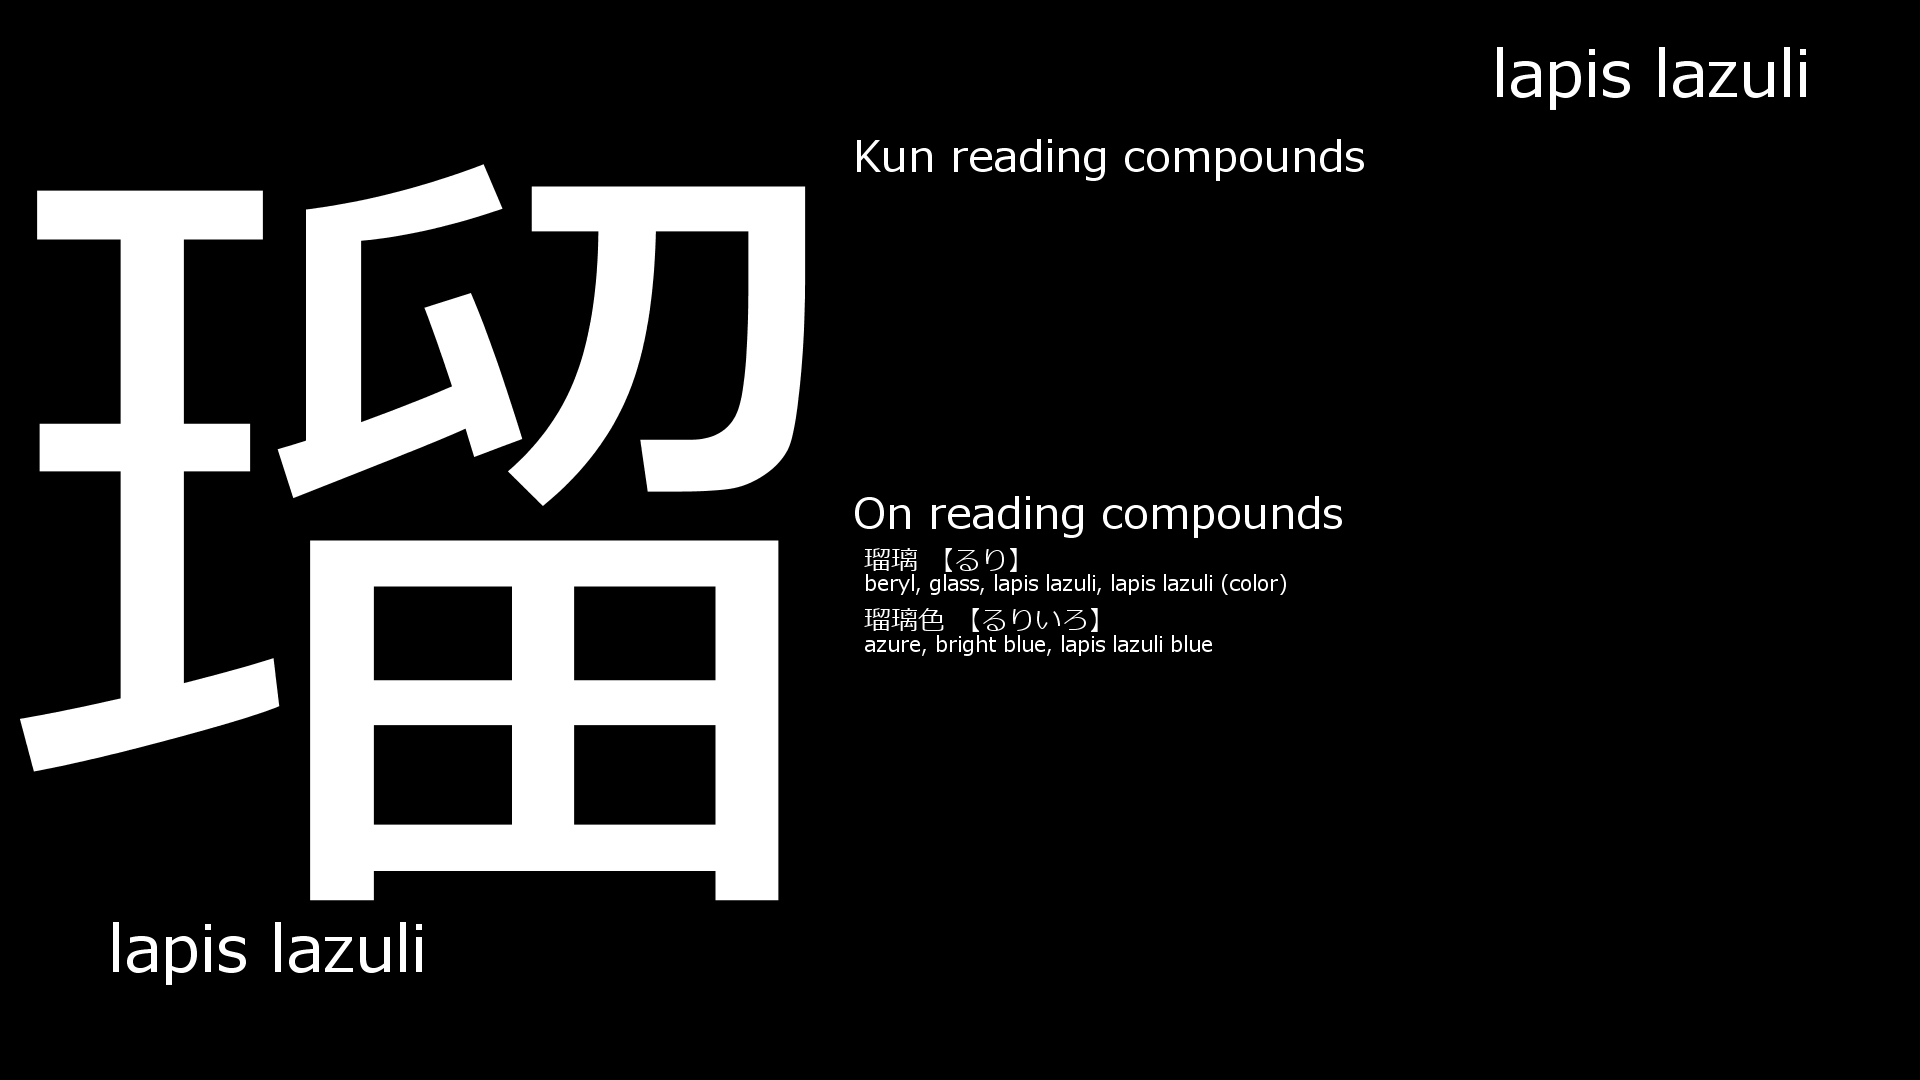 lapis lazuli
瑠
Kun reading compounds
On reading compounds
瑠璃 【るり】
beryl, glass, lapis lazuli, lapis lazuli (color)
瑠璃色 【るりいろ】
azure, bright blue, lapis lazuli blue
lapis lazuli